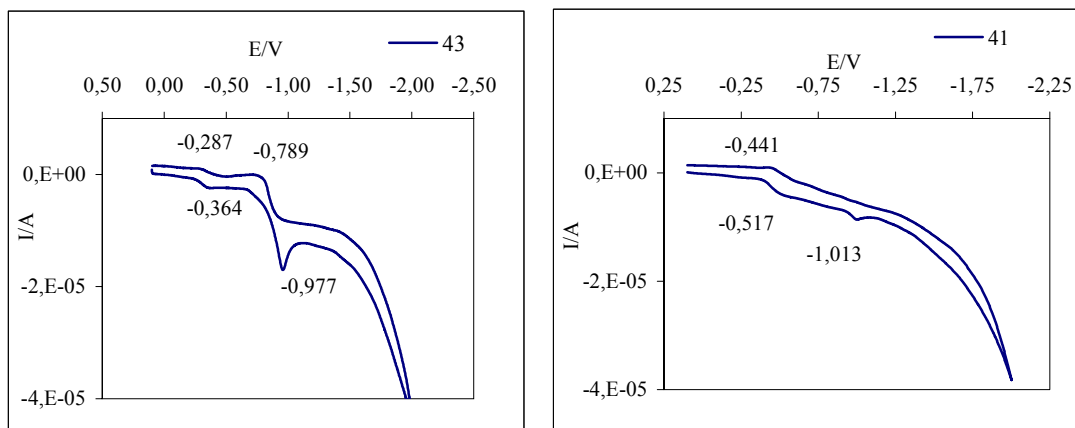 E/V
43
0,50 0,00 -0,50 -1,00 -1,50 -2,00 -2,50
-0,287
-0,789
0,E+00
-0,364
I/A
-2,E-05
-0,977
-4,E-05
41
E/V
0,25 -0,25 -0,75 -1,25 -1,75 -2,25
-0,441
0,E+00
-0,517
I/A
-1,013
-2,E-05
-4,E-05